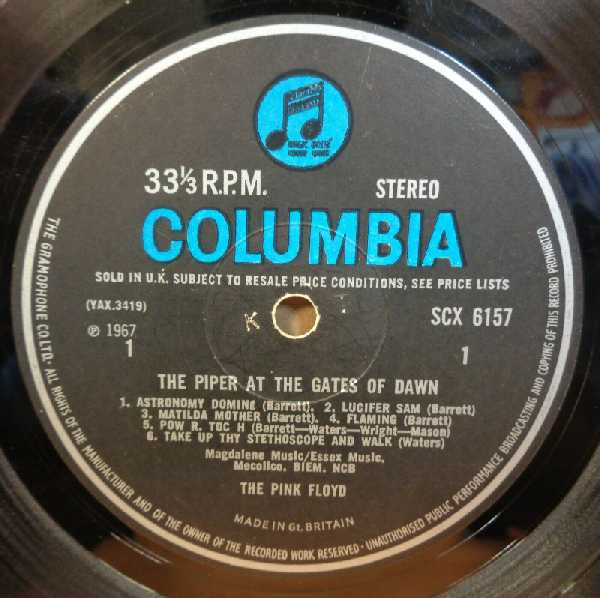 33⅓ R.P.M.
STEREO
COLUMBIA
SOLD IN U.K. SUBJECT TO RESALE PRICE CONDITIONS, SEE PRICE LISTS
(YAX.3419)
SCX 6157
℗ 1967
K
1
1
THE PIPER AT THE GATES OF DAWN
1. ASTRONOMY DOMINE (Barrett). 2. LUCIFER SAM (Barrett)
3. MATILDA MOTHER (Barrett). 4. FLAMING (Barrett)
5. POW R. TOC H (Barrett—Waters—Wright—Mason)
6. TAKE UP THY STETHOSCOPE AND WALK (Waters)
Magdalene Music/Essex Music,
Mecolico, BIEM, NCB
THE PINK FLOYD
MADE IN GT. BRITAIN
THE GRAMOPHONE CO. LTD. · ALL RIGHTS OF THE MANUFACTURER AND OF THE OWNER OF THE RECORDED WORK RESERVED · UNAUTHORISED PUBLIC PERFORMANCE BROADCASTING AND COPYING OF THIS RECORD PROHIBITED